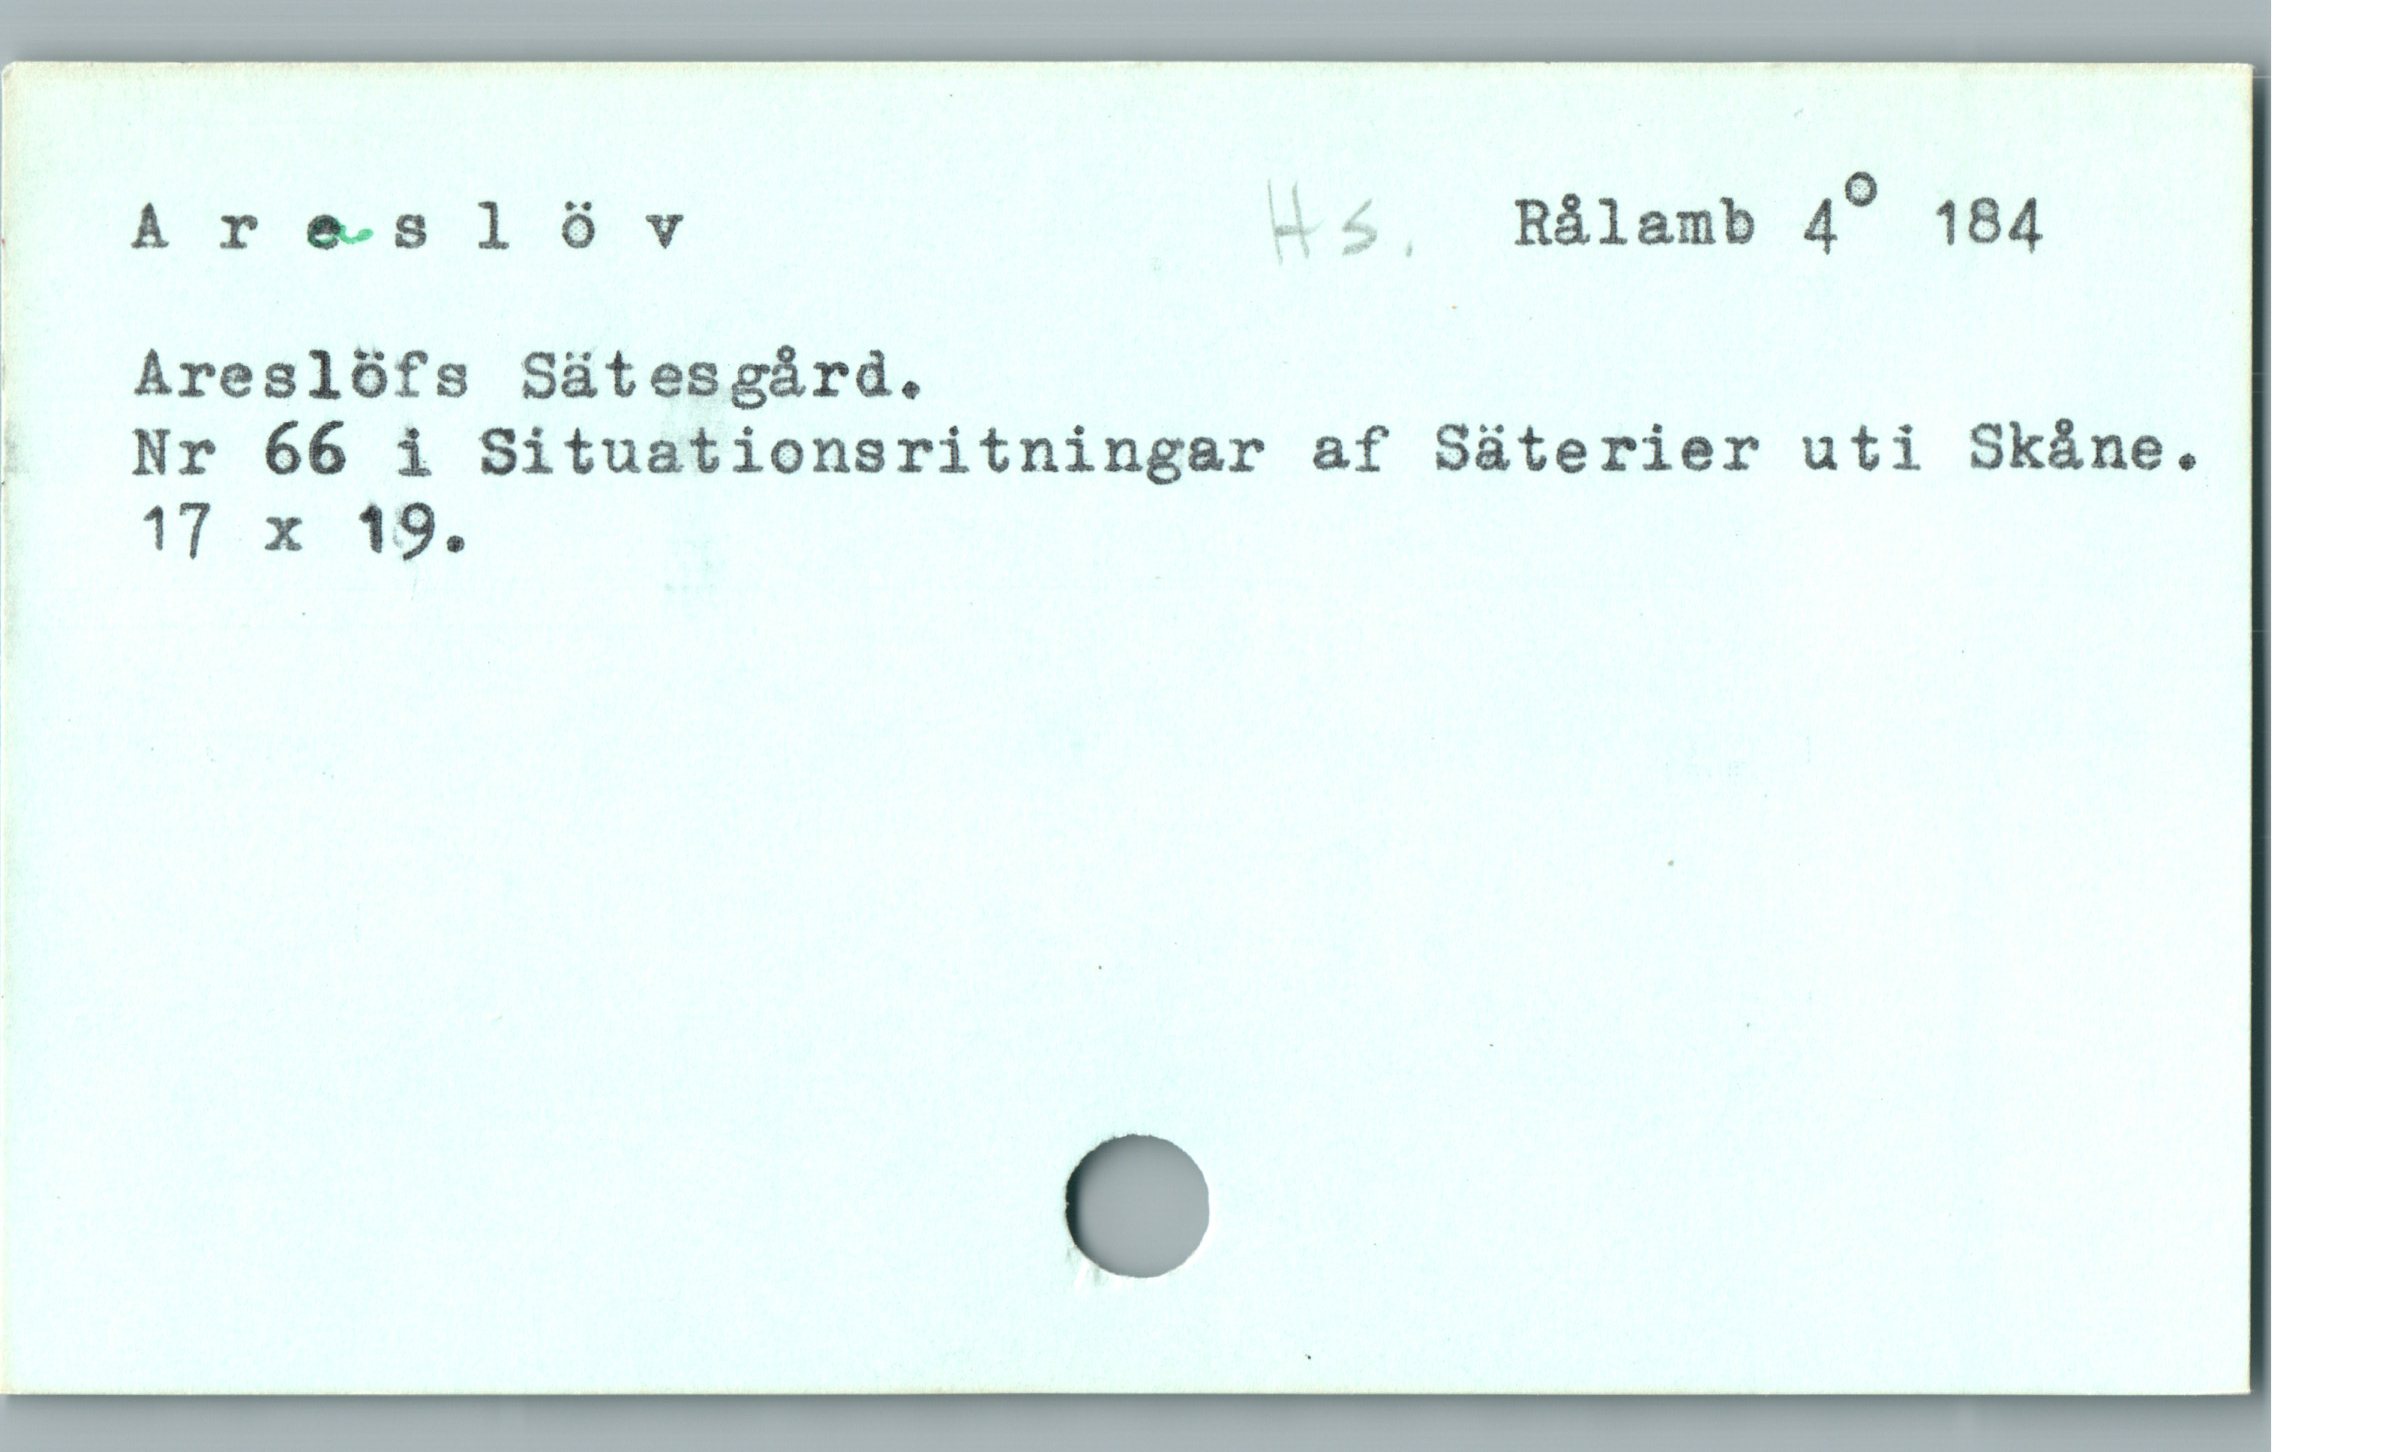 A r e s l ö v Hs. Rålamb 4° 184
Areslöfs Sätesgård.
Nr 66 i Situationsritningar af Säterier uti Skåne.
17 x 19.